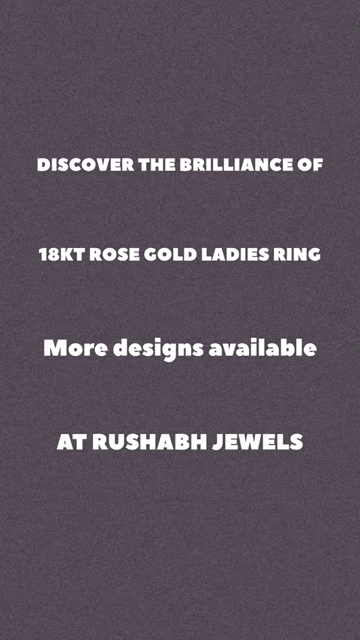 DISCOVER THE BRILLIANCE OF
18KT ROSE GOLD LADIES RING
More designs available
AT RUSHABH JEWELS